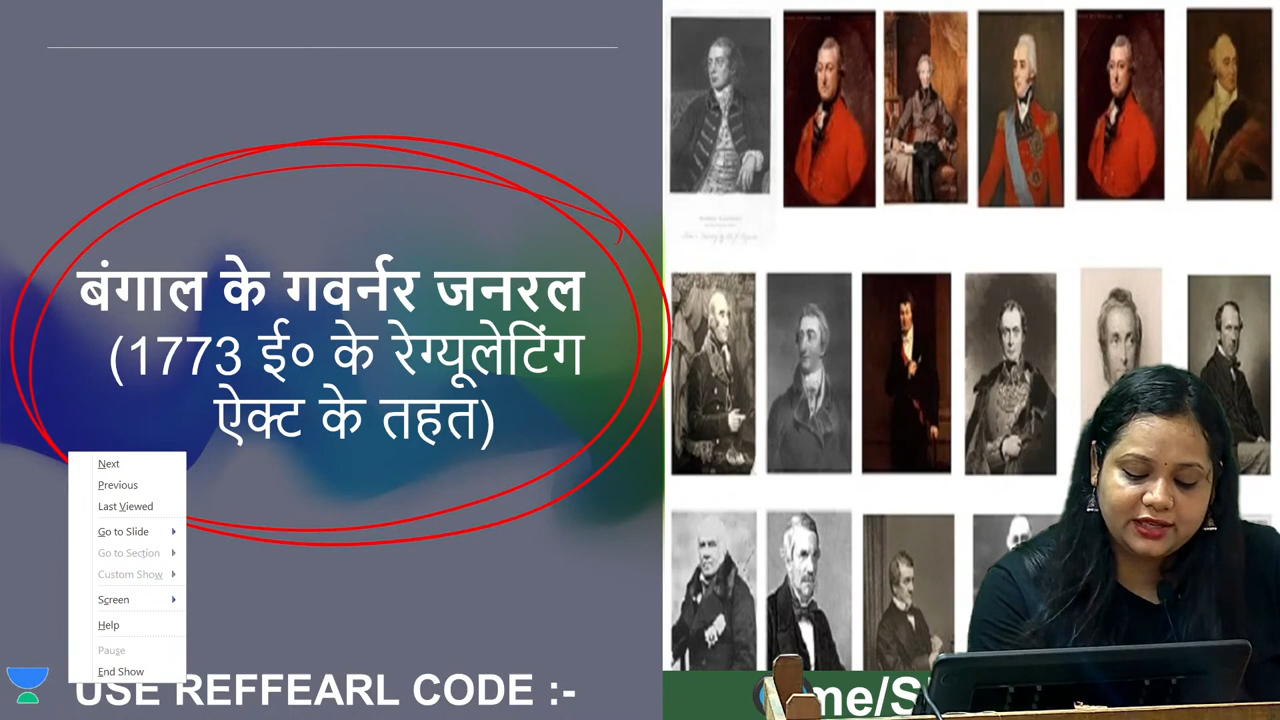 बंगाल के गवर्नर जनरल
(1773 ई० के रेग्यूलेटिंग
ऐक्ट के तहत)
Next
Previous
Last Viewed
Go to Slide
Go to Section
Custom Show
Screen
Help
Pause
End Show
USE REFFEARL CODE :-
me/S